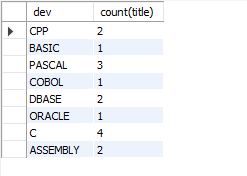 dev count(title)
CPP 2
BASIC 1
PASCAL 3
COBOL 1
DBASE 2
ORACLE 1
C 4
ASSEMBLY 2